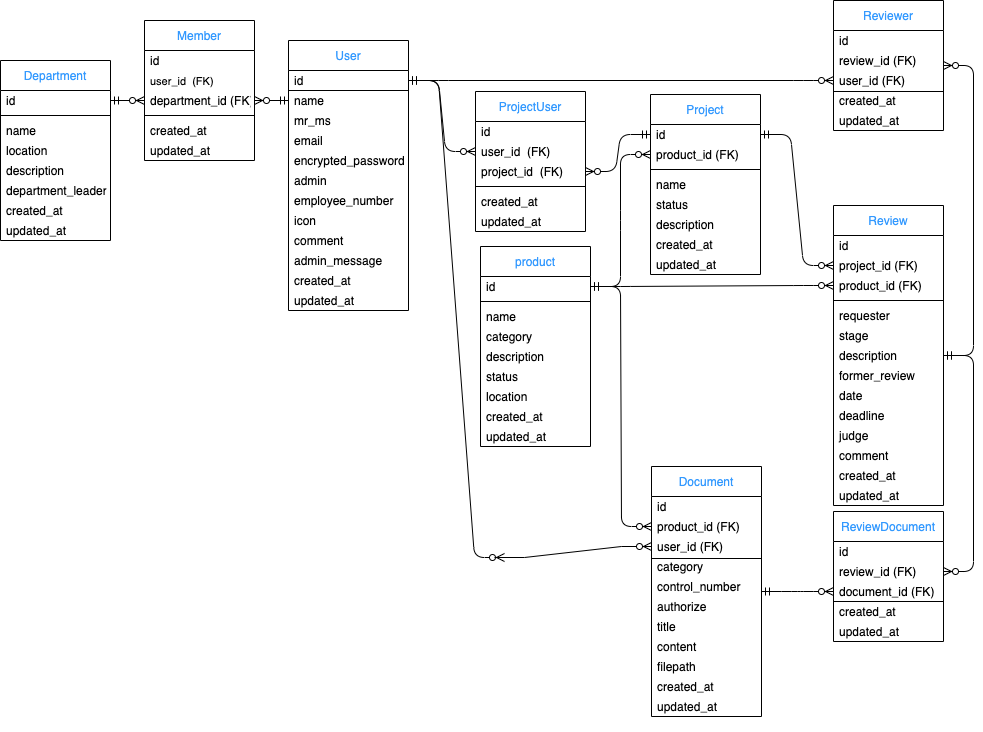 Department
id
name
location
description
department_leader
created_at
updated_at
Member
id
user_id (FK)
department_id (FK)
created_at
updated_at
User
id
name
mr_ms
email
encrypted_password
admin
employee_number
icon
comment
admin_message
created_at
updated_at
ProjectUser
id
user_id (FK)
project_id (FK)
created_at
updated_at
product
id
name
category
description
status
location
created_at
updated_at
Project
id
product_id (FK)
name
status
description
created_at
updated_at
Document
id
product_id (FK)
user_id (FK)
category
control_number
authorize
title
content
filepath
created_at
updated_at
Reviewer
id
review_id (FK)
user_id (FK)
created_at
updated_at
Review
id
project_id (FK)
product_id (FK)
requester
stage
description
former_review
date
deadline
judge
comment
created_at
updated_at
ReviewDocument
id
review_id (FK)
document_id (FK)
created_at
updated_at